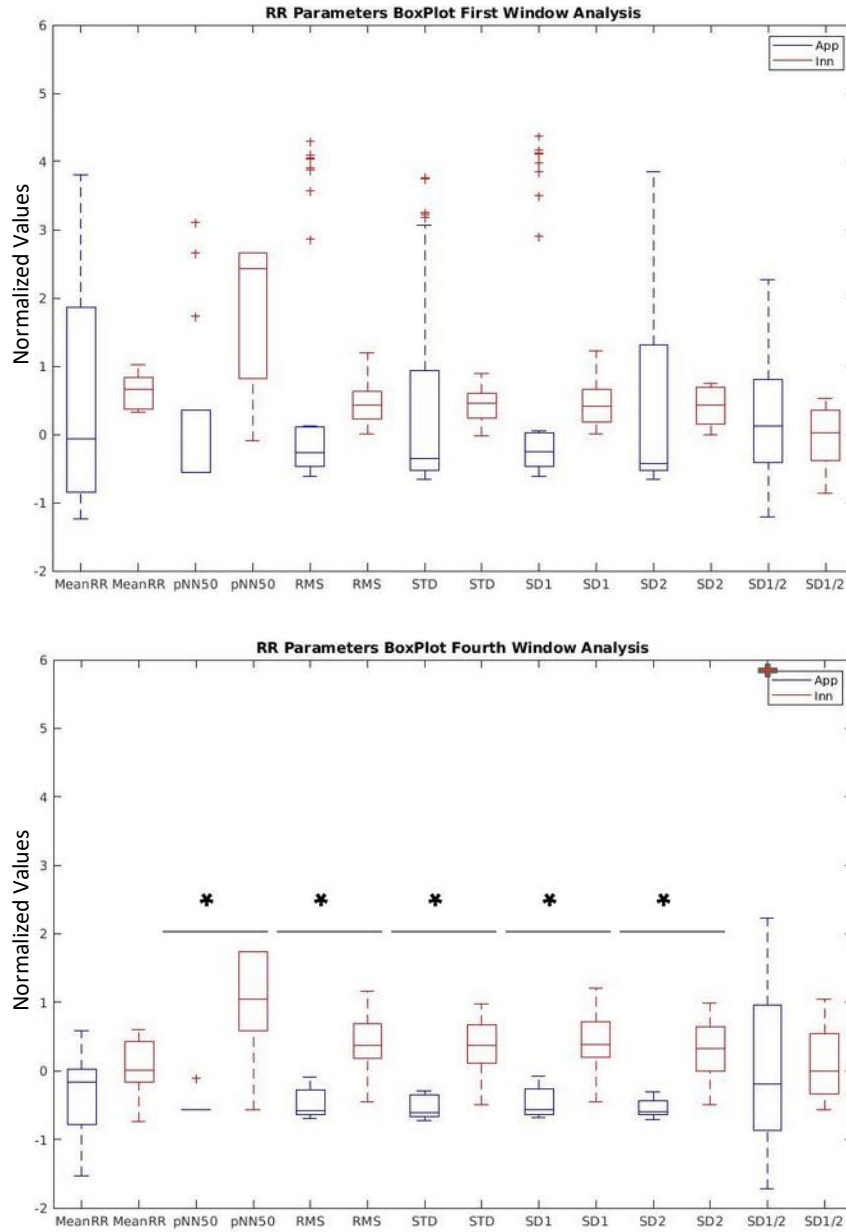 RR Parameters BoxPlot First Window Analysis
6
App
Inn
5
4
3
2
1
0
-1
-2
Normalized Values
MeanRR MeanRR pNN50 pNN50 RMS RMS STD STD SD1 SD1 SD2 SD2 SD1/2 SD1/2
RR Parameters BoxPlot Fourth Window Analysis
6
App
Inn
5
4
3
2
1
0
-1
-2
Normalized Values
* * * * *
MeanRR MeanRR pNN50 pNN50 RMS RMS STD STD SD1 SD1 SD2 SD2 SD1/2 SD1/2